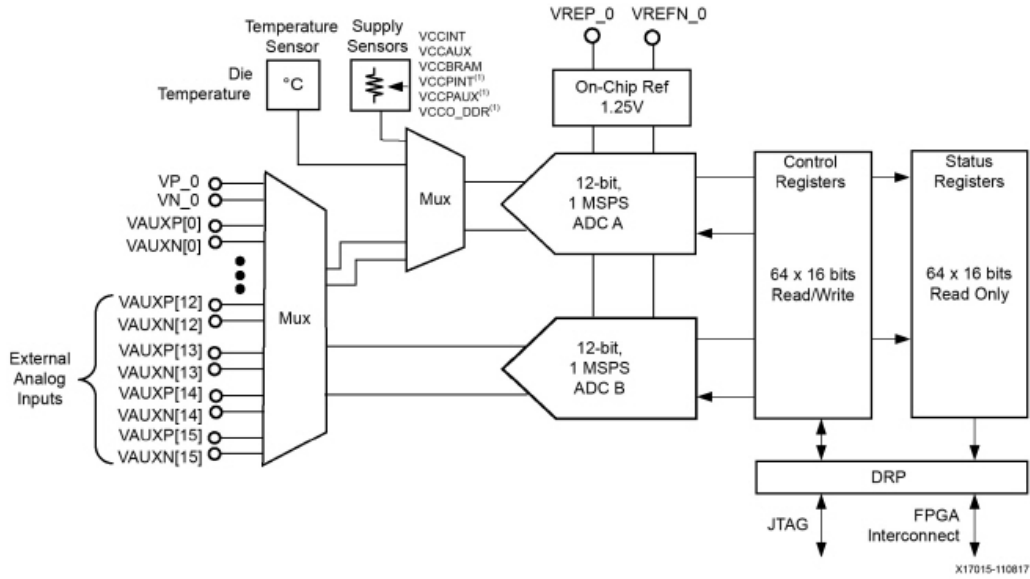 VREP_0 VREFN_0
Temperature
Sensor
Supply
Sensors
VCCINT
VCCAUX
VCCBRAM
VCCPINT(1)
VCCPAUX(1)
VCCO_DDR(1)
Die
Temperature
°C
On-Chip Ref
1.25V
VP_0
VN_0
VAUXP[0]
VAUXN[0]
VAUXP[12]
VAUXN[12]
VAUXP[13]
VAUXN[13]
VAUXP[14]
VAUXN[14]
VAUXP[15]
VAUXN[15]
External
Analog
Inputs
Mux
Mux
12-bit,
1 MSPS
ADC A
12-bit,
1 MSPS
ADC B
Control
Registers
64 x 16 bits
Read/Write
Status
Registers
64 x 16 bits
Read Only
DRP
JTAG
FPGA
Interconnect
X17015-110817